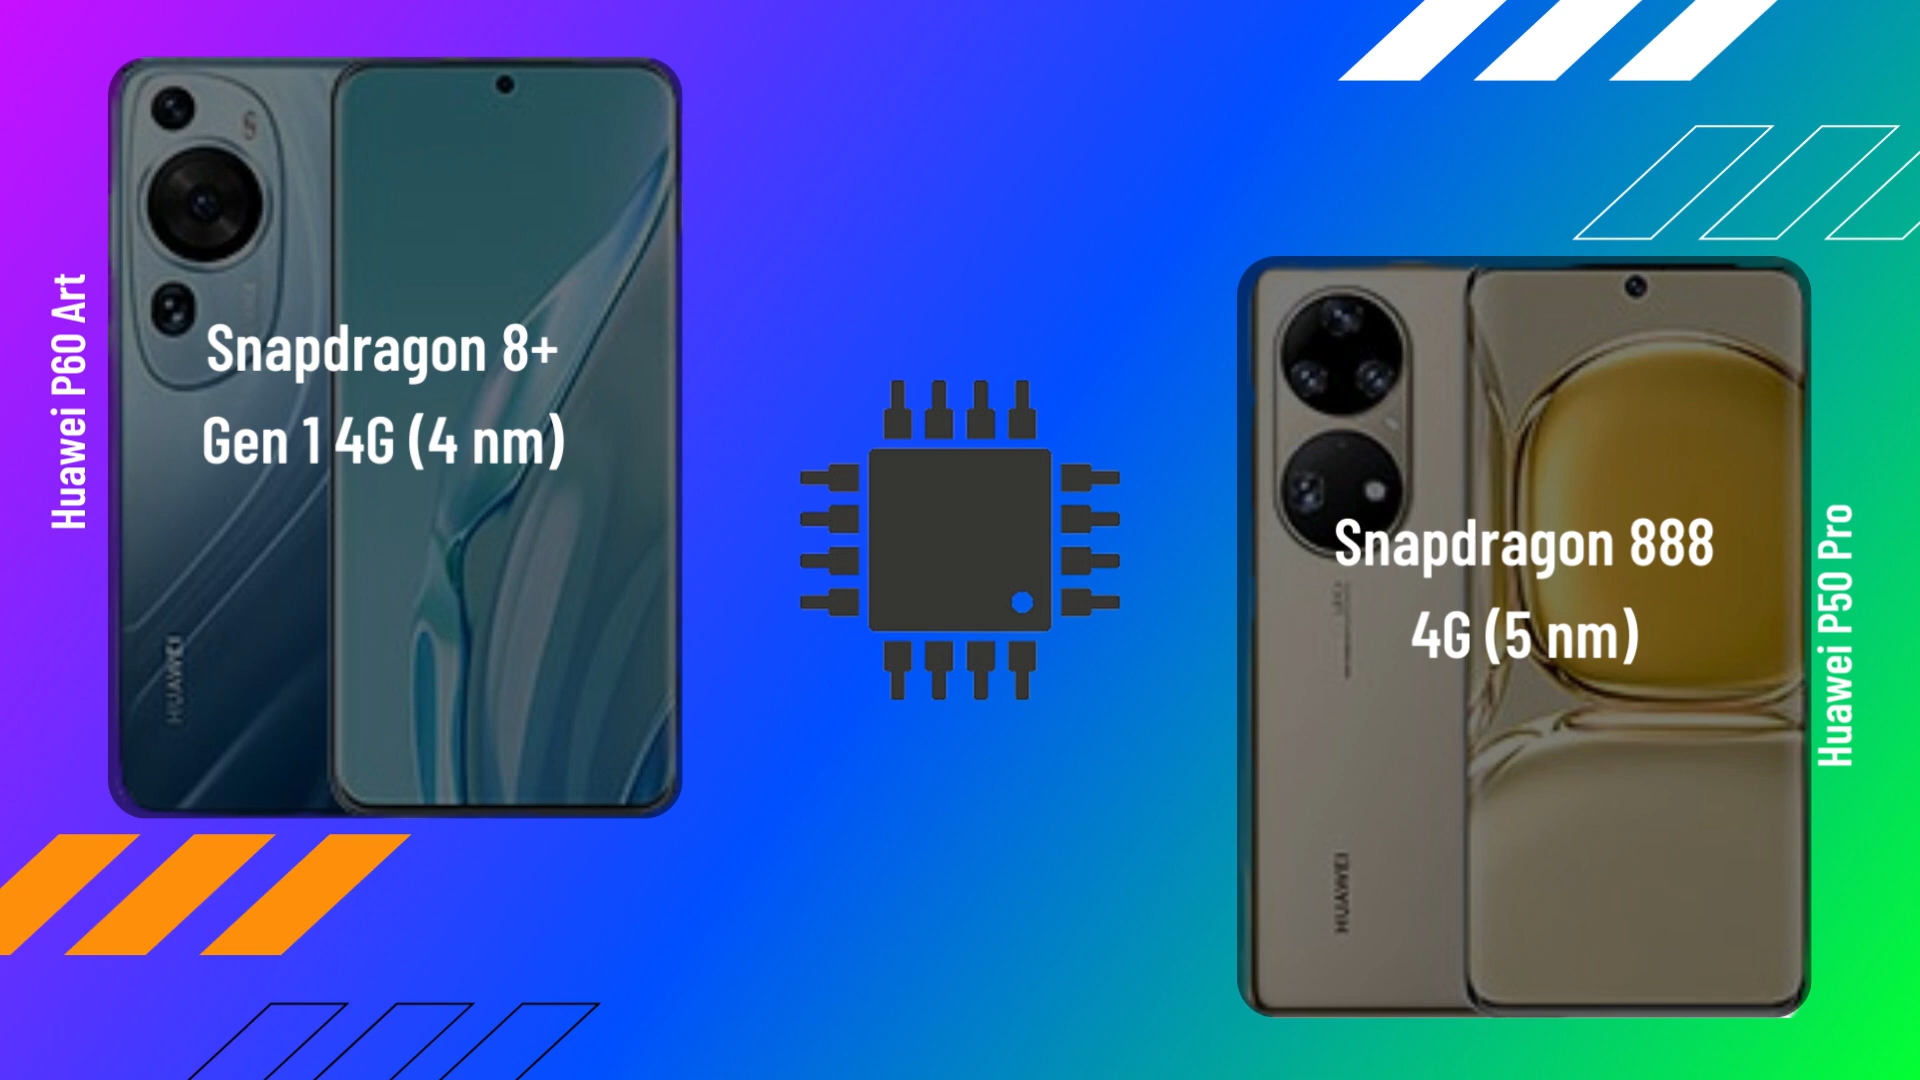 Huawei P60 Art
Snapdragon 8+
Gen 1 4G (4 nm)
HUAWEI
Snapdragon 888
4G (5 nm)
Huawei P50 Pro
HUAWEI